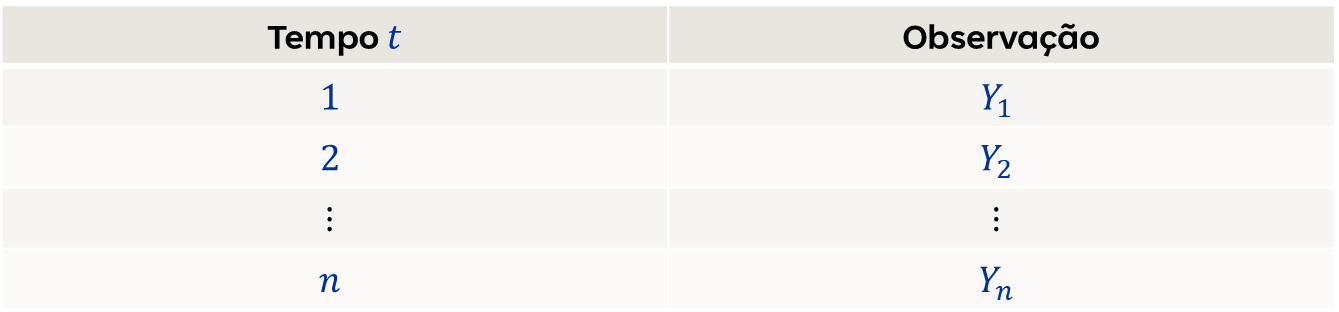 Tempo t Observação
1 Y₁
2 Y₂
⋮ ⋮
n Yₙ